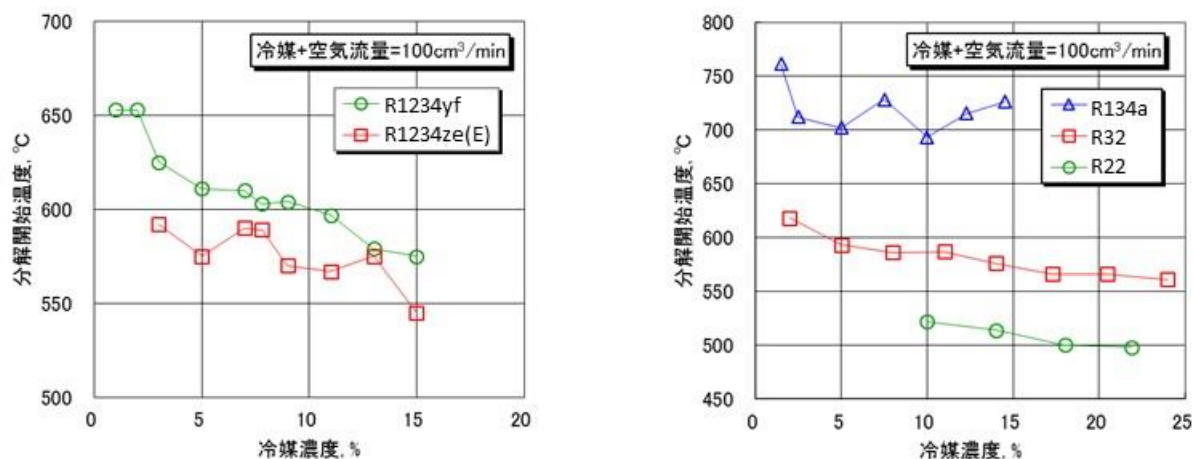 700
650
600
550
500
分解開始温度, ℃
冷媒+空気流量=100cm³/min
R1234yf
R1234ze(E)
0 5 10 15 20
冷媒濃度, %
800
750
700
650
600
550
500
450
分解開始温度, ℃
冷媒+空気流量=100cm³/min
R134a
R32
R22
0 5 10 15 20 25
冷媒濃度, %